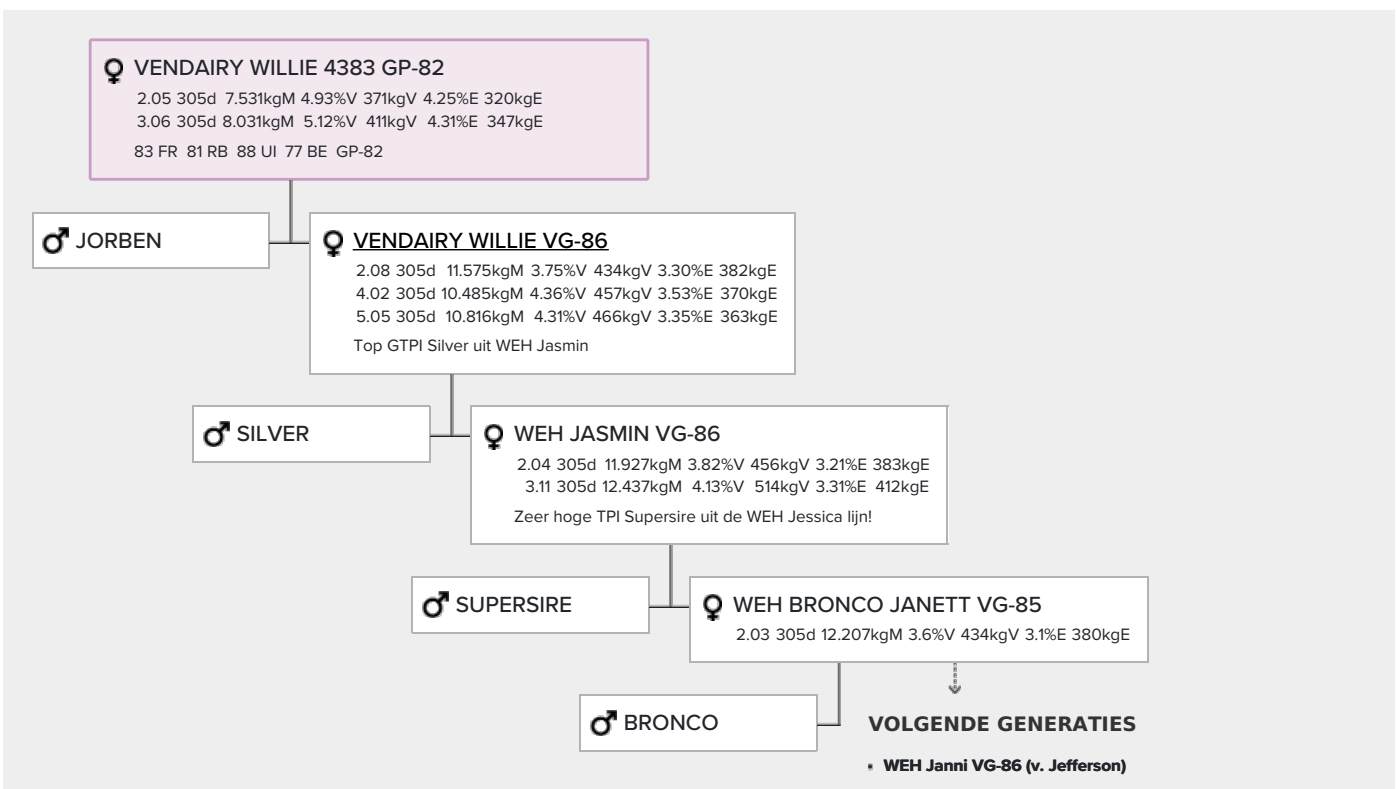 VENDAIRY WILLIE 4383 GP-82
2.05 305d 7.531kgM 4.93%V 371kgV 4.25%E 320kgE
3.06 305d 8.031kgM 5.12%V 411kgV 4.31%E 347kgE
83 FR 81 RB 88 UI 77 BE GP-82
JORBEN
VENDAIRY WILLIE VG-86
2.08 305d 11.575kgM 3.75%V 434kgV 3.30%E 382kgE
4.02 305d 10.485kgM 4.36%V 457kgV 3.53%E 370kgE
5.05 305d 10.816kgM 4.31%V 466kgV 3.35%E 363kgE
Top GTPI Silver uit WEH Jasmin
SILVER
WEH JASMIN VG-86
2.04 305d 11.927kgM 3.82%V 456kgV 3.21%E 383kgE
3.11 305d 12.437kgM 4.13%V 514kgV 3.31%E 412kgE
Zeer hoge TPI Supersire uit de WEH Jessica lijn!
SUPERSIRE
WEH BRONCO JANETT VG-85
2.03 305d 12.207kgM 3.6%V 434kgV 3.1%E 380kgE
BRONCO
VOLGENDE GENERATIES
▪ WEH Janni VG-86 (v. Jefferson)